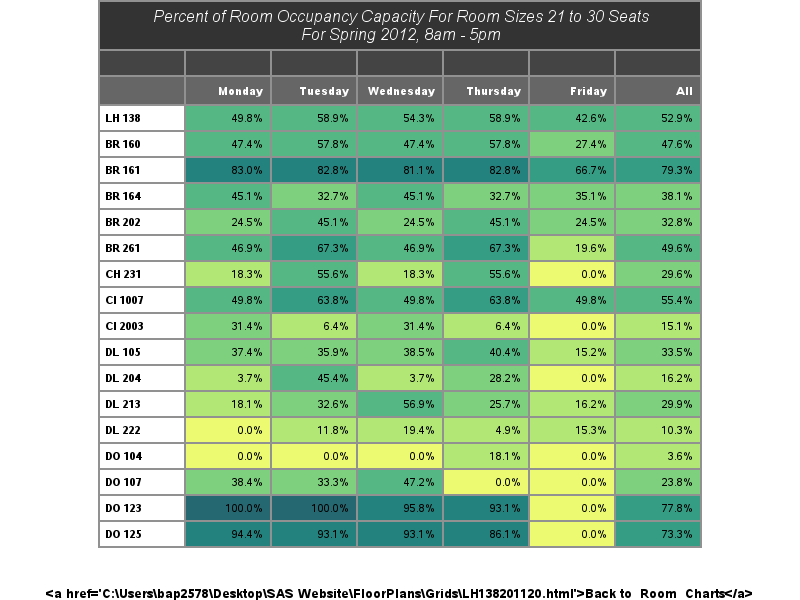 Percent of Room Occupancy Capacity For Room Sizes 21 to 30 Seats
For Spring 2012, 8am - 5pm
Monday Tuesday Wednesday Thursday Friday All
LH 138 49.8% 58.9% 54.3% 58.9% 42.6% 52.9%
BR 160 47.4% 57.8% 47.4% 57.8% 27.4% 47.6%
BR 161 83.0% 82.8% 81.1% 82.8% 66.7% 79.3%
BR 164 45.1% 32.7% 45.1% 32.7% 35.1% 38.1%
BR 202 24.5% 45.1% 24.5% 45.1% 24.5% 32.8%
BR 261 46.9% 67.3% 46.9% 67.3% 19.6% 49.6%
CH 231 18.3% 55.6% 18.3% 55.6% 0.0% 29.6%
CI 1007 49.8% 63.8% 49.8% 63.8% 49.8% 55.4%
CI 2003 31.4% 6.4% 31.4% 6.4% 0.0% 15.1%
DL 105 37.4% 35.9% 38.5% 40.4% 15.2% 33.5%
DL 204 3.7% 45.4% 3.7% 28.2% 0.0% 16.2%
DL 213 18.1% 32.6% 56.9% 25.7% 16.2% 29.9%
DL 222 0.0% 11.8% 19.4% 4.9% 15.3% 10.3%
DO 104 0.0% 0.0% 0.0% 18.1% 0.0% 3.6%
DO 107 38.4% 33.3% 47.2% 0.0% 0.0% 23.8%
DO 123 100.0% 100.0% 95.8% 93.1% 0.0% 77.8%
DO 125 94.4% 93.1% 93.1% 86.1% 0.0% 73.3%
<a href='C:\Users\bap2578\Desktop\SAS Website\FloorPlans\Grids\LH138201120.html'>Back to Room Charts</a>